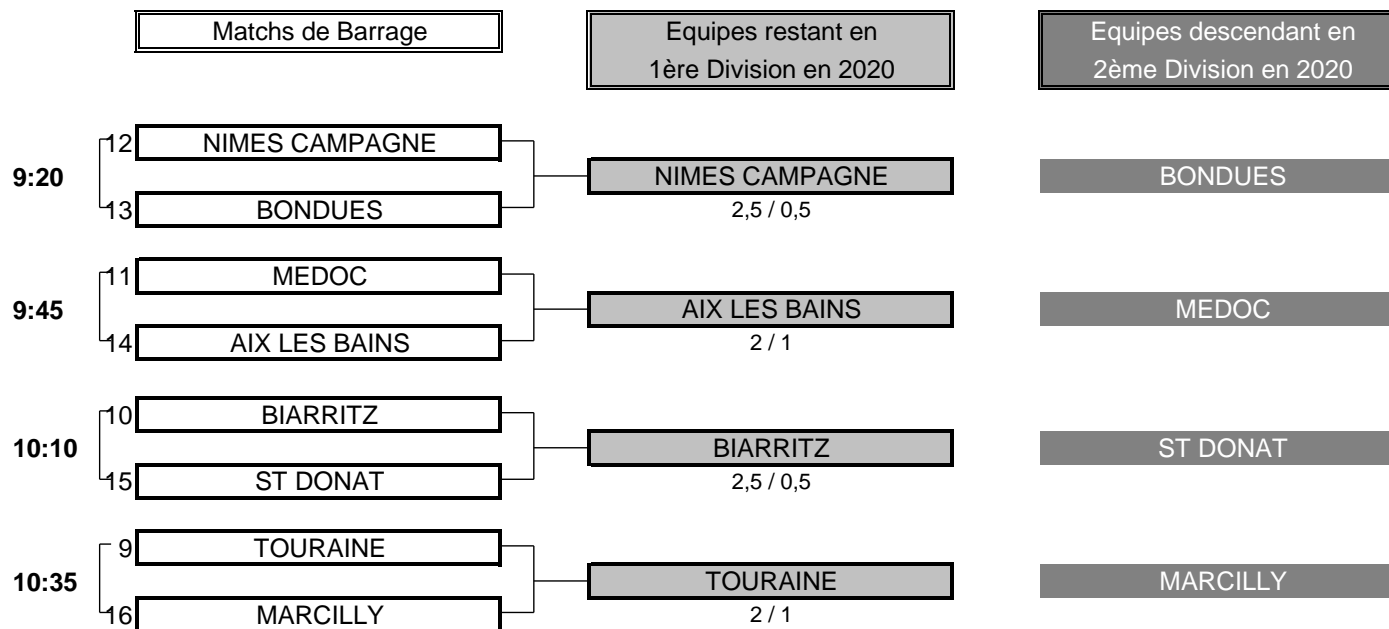 Matchs de Barrage
Equipes restant en
1ère Division en 2020
Equipes descendant en
2ème Division en 2020
12 NIMES CAMPAGNE
9:20 NIMES CAMPAGNE BONDUES
13 BONDUES 2,5 / 0,5
11 MEDOC
9:45 AIX LES BAINS MEDOC
14 AIX LES BAINS 2 / 1
10 BIARRITZ
10:10 BIARRITZ ST DONAT
15 ST DONAT 2,5 / 0,5
9 TOURAINE
10:35 TOURAINE MARCILLY
16 MARCILLY 2 / 1